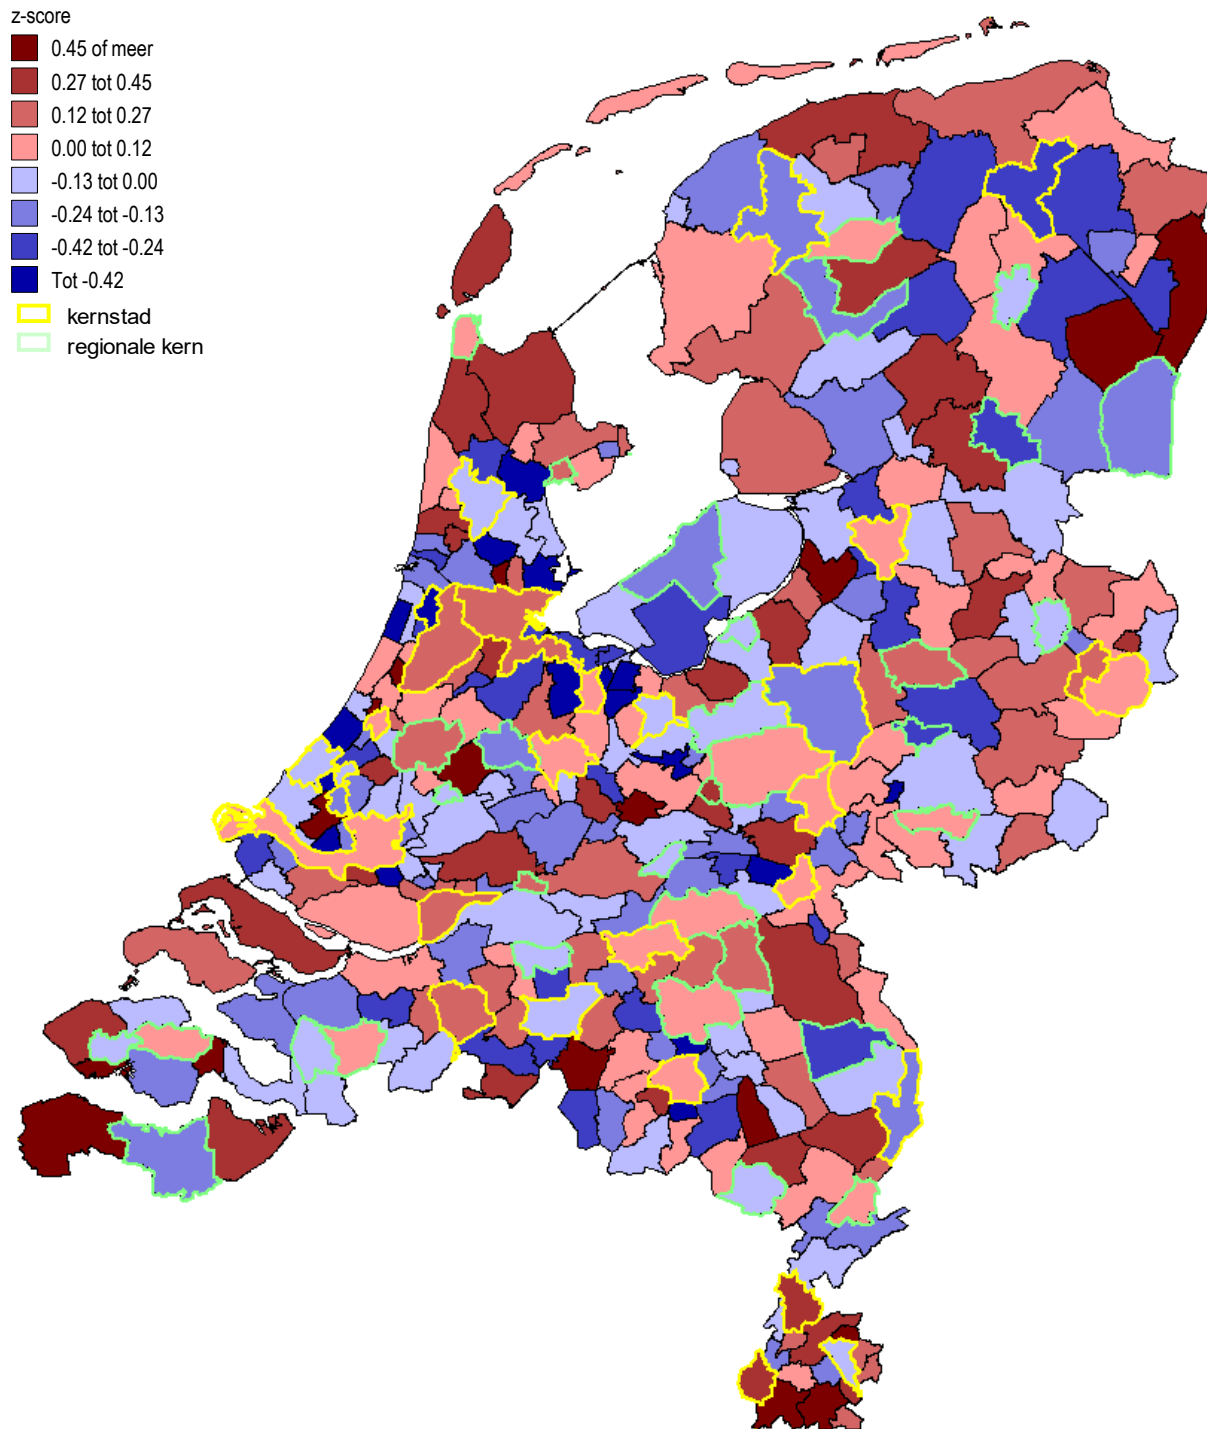 z-score
0.45 of meer
0.27 tot 0.45
0.12 tot 0.27
0.00 tot 0.12
-0.13 tot 0.00
-0.24 tot -0.13
-0.42 tot -0.24
Tot -0.42
kernstad
regionale kern